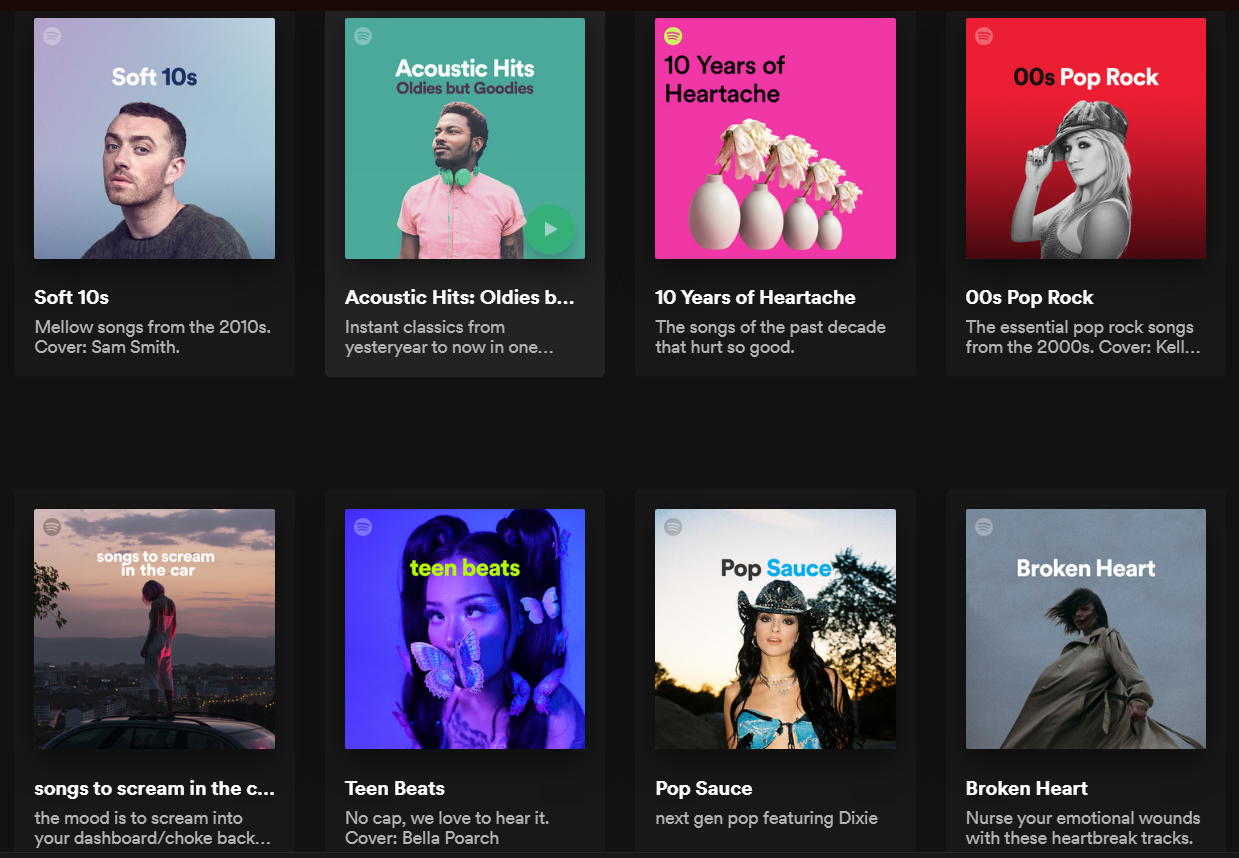 Soft 10s
Acoustic Hits
Oldies but Goodies
10 Years of
Heartache
00s Pop Rock
Soft 10s
Mellow songs from the 2010s.
Cover: Sam Smith.
Acoustic Hits: Oldies b...
Instant classics from
yesteryear to now in one...
10 Years of Heartache
The songs of the past decade
that hurt so good.
00s Pop Rock
The essential pop rock songs
from the 2000s. Cover: Kell...
songs to scream
in the car
teen beats
Pop Sauce
Broken Heart
songs to scream in the c...
the mood is to scream into
your dashboard/choke back...
Teen Beats
No cap, we love to hear it.
Cover: Bella Poarch
Pop Sauce
next gen pop featuring Dixie
Broken Heart
Nurse your emotional wounds
with these heartbreak tracks.